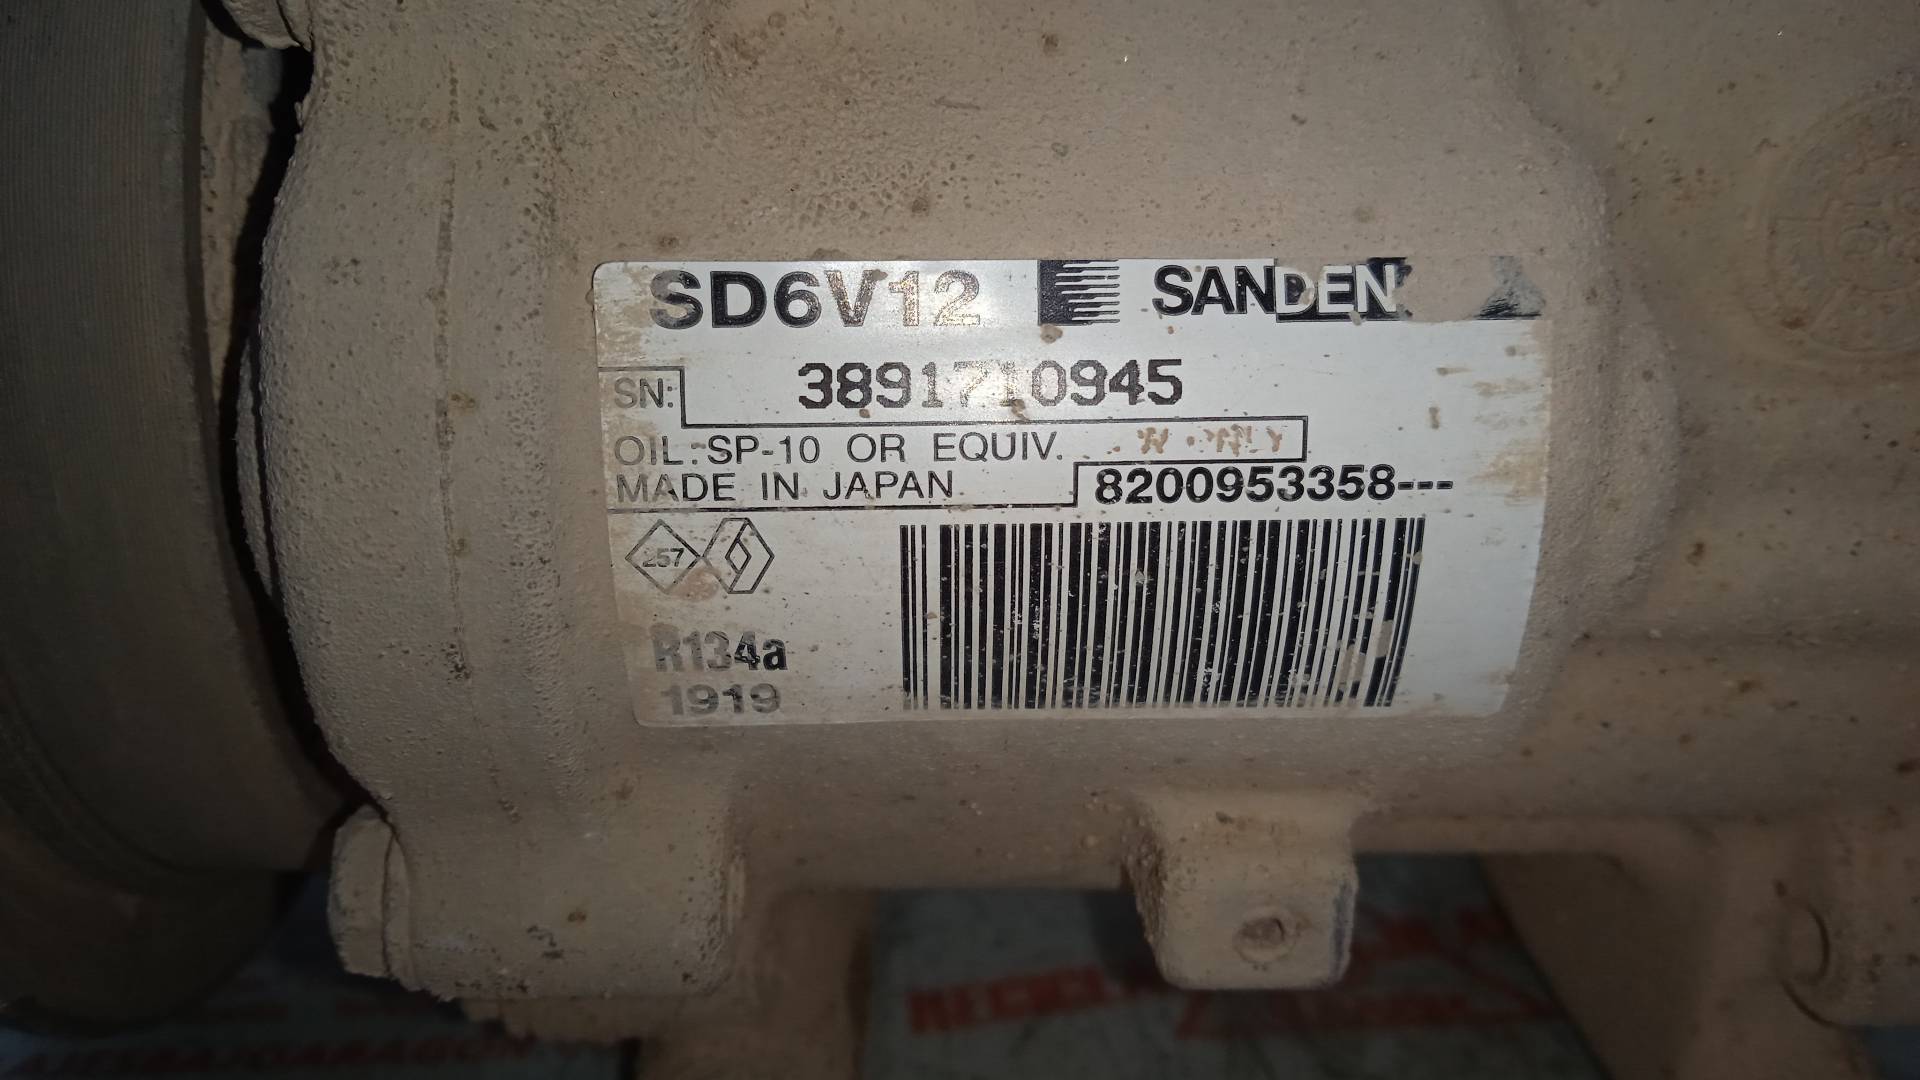 SD6V12 SANDEN
SN: 3891710945
OIL: SP-10 OR EQUIV.
MADE IN JAPAN 8200953358---
257
R134a
1919